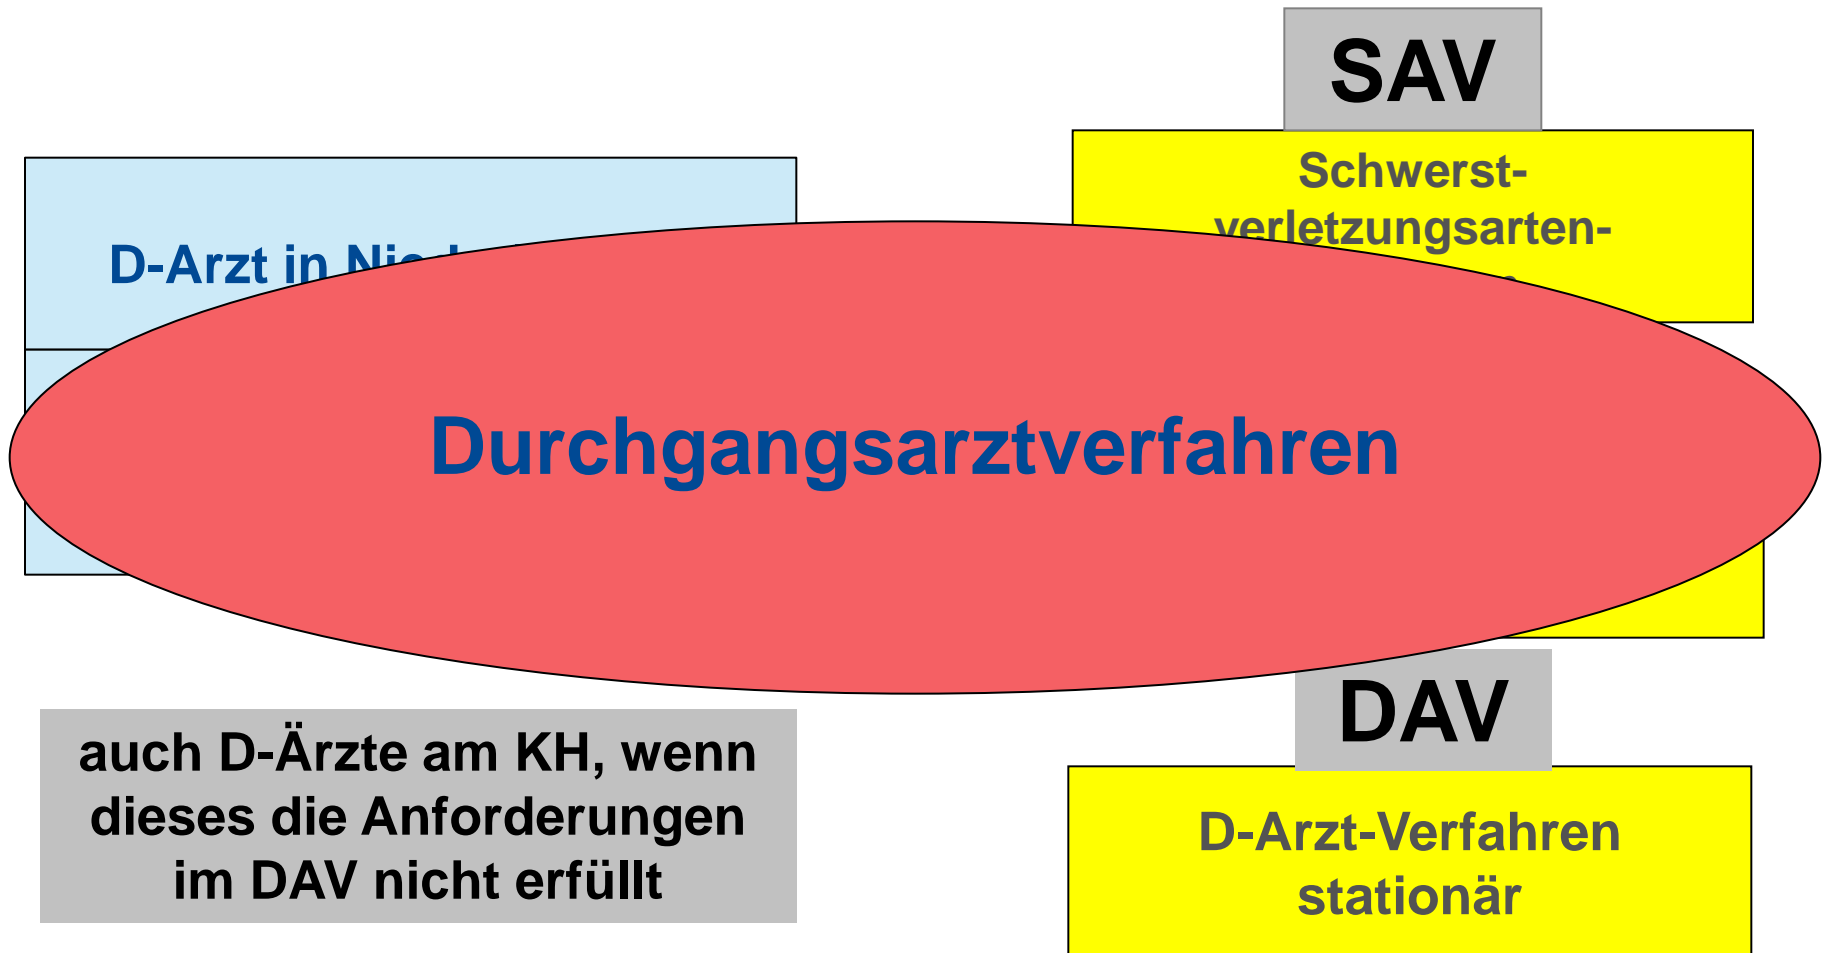 SAV
Schwerst-
verletzungsarten-
D-Arzt in
Durchgangsarztverfahren
DAV
auch D-Ärzte am KH, wenn
dieses die Anforderungen
im DAV nicht erfüllt
D-Arzt-Verfahren
stationär